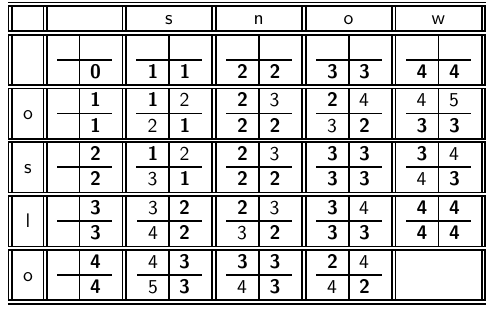 s n o w
0 1 1 2 2 3 3 4 4
1 1 2 2 3 2 4 4 5
o
1 2 1 2 2 3 2 3 3
2 1 2 2 3 3 3 3 4
s
2 3 1 2 2 3 3 4 3
3 3 2 2 3 3 4 4 4
l
3 4 2 3 2 3 3 4 4
4 4 3 3 3 2 4
o
4 5 3 4 3 4 2